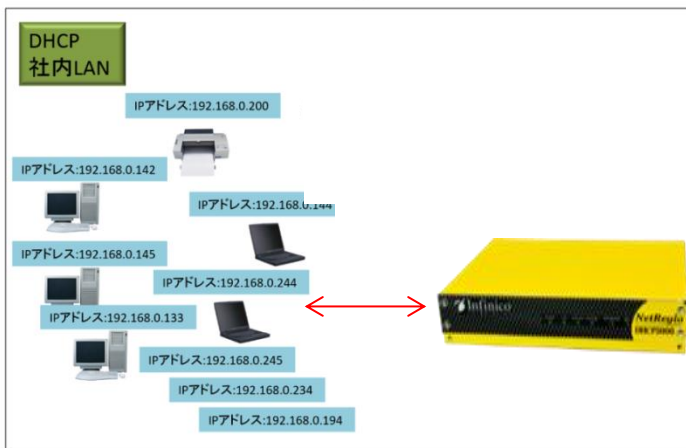 DHCP
社内LAN
IPアドレス:192.168.0.200
IPアドレス:192.168.0.142
IPアドレス:192.168.0.144
IPアドレス:192.168.0.145
IPアドレス:192.168.0.244
IPアドレス:192.168.0.133
IPアドレス:192.168.0.245
IPアドレス:192.168.0.234
IPアドレス:192.168.0.194
Infinico
NetRegio